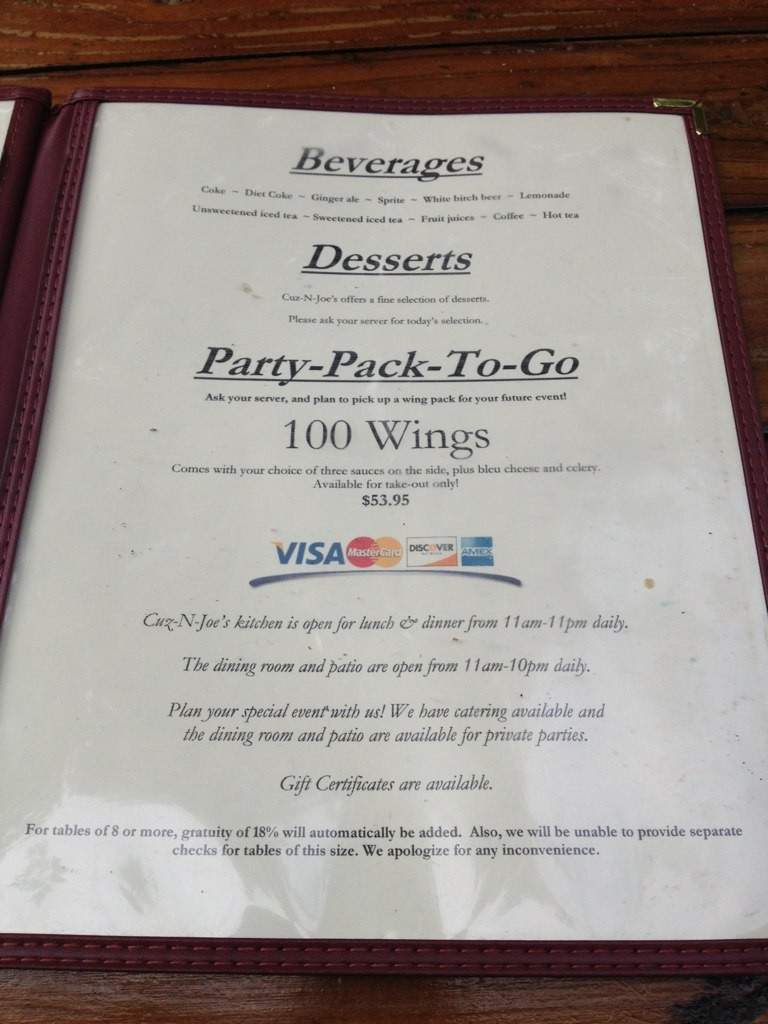 Beverages
Coke ~ Diet Coke ~ Ginger ale ~ Sprite ~ White birch beer ~ Lemonade
Unsweetened iced tea ~ Sweetened iced tea ~ Fruit juices ~ Coffee ~ Hot tea
Desserts
Cuz-N-Joe's offers a fine selection of desserts.
Please ask your server for today's selection.
Party-Pack-To-Go
Ask your server, and plan to pick up a wing pack for your future event!
100 Wings
Comes with your choice of three sauces on the side, plus bleu cheese and celery.
Available for take-out only!
$53.95
VISA MasterCard DISCOVER AMEX
Cuz-N-Joe's kitchen is open for lunch & dinner from 11am-11pm daily.
The dining room and patio are open from 11am-10pm daily.
Plan your special event with us! We have catering available and
the dining room and patio are available for private parties.
Gift Certificates are available.
For tables of 8 or more, gratuity of 18% will automatically be added. Also, we will be unable to provide separate
checks for tables of this size. We apologize for any inconvenience.